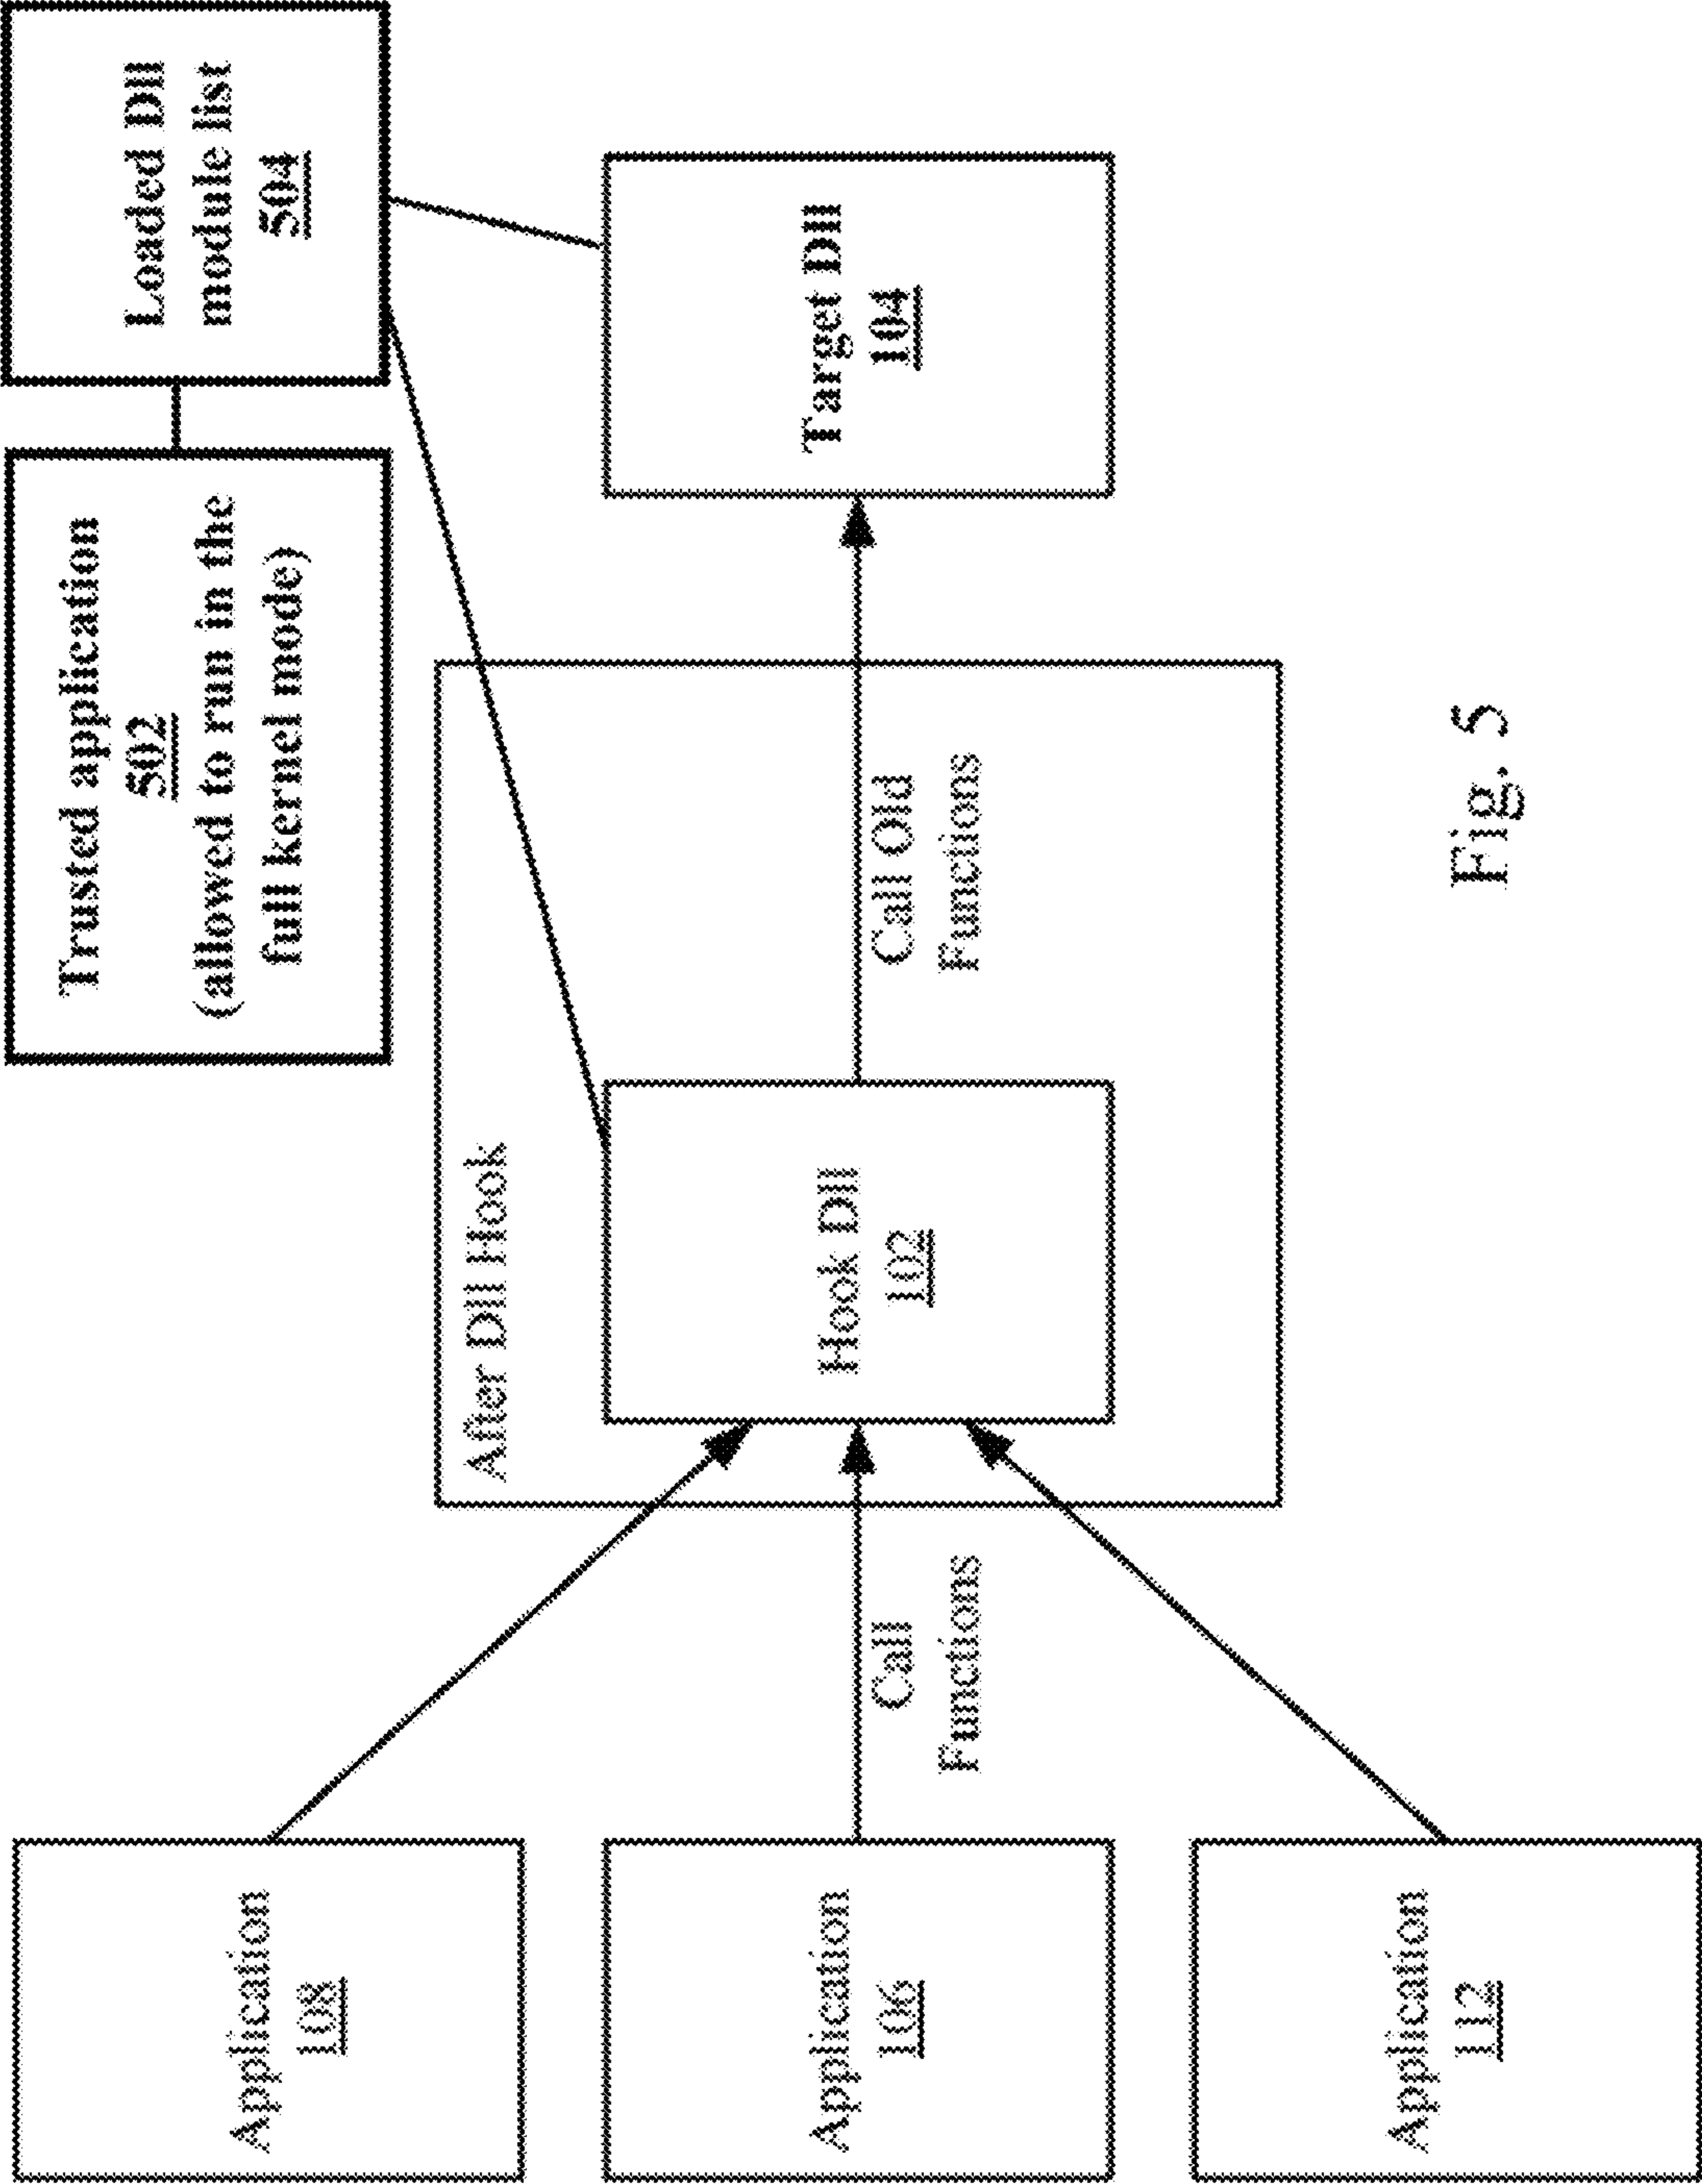 Trusted application
502
(allowed to run in the
full kernel mode)
Loaded Dll
module list
504
After Dll Hook
Application
108
Application
106
Application
112
Call
Functions
Hook Dll
102
Call Old
Functions
Target Dll
104
Fig. 5